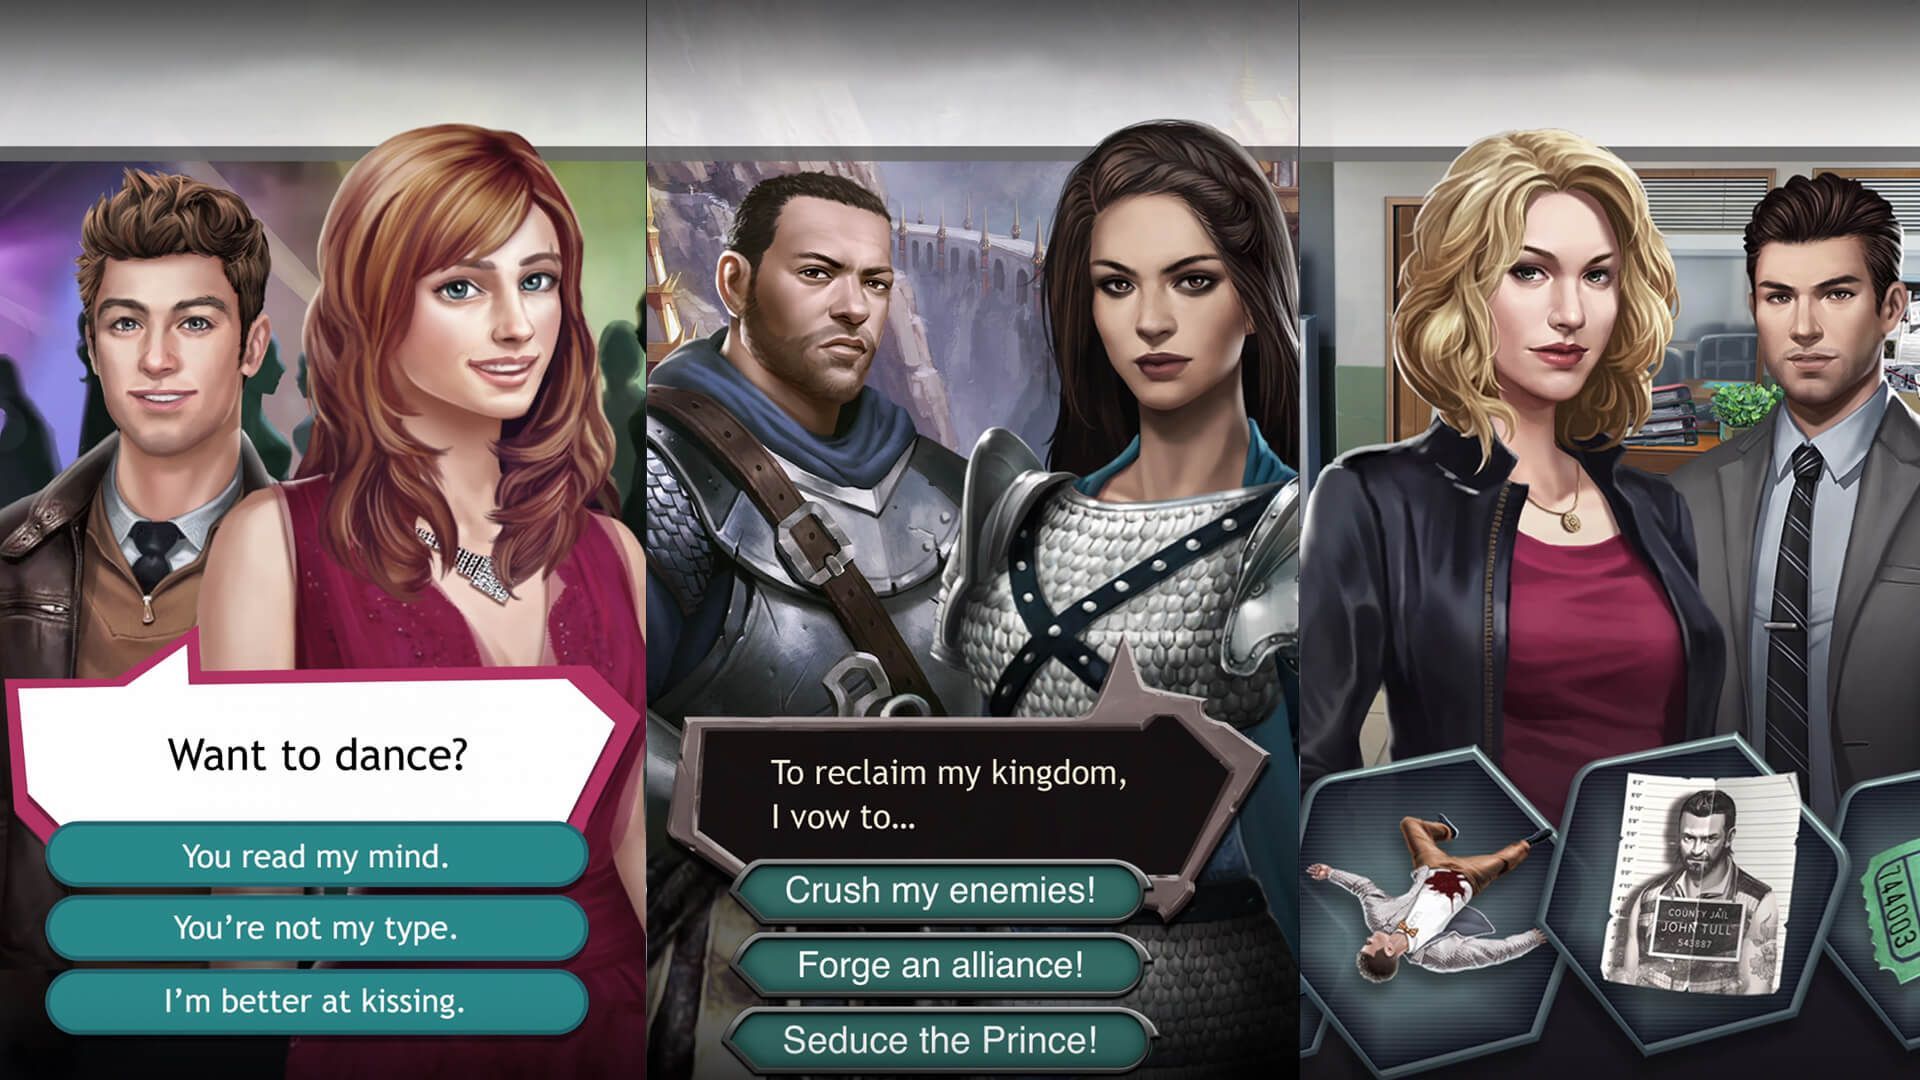 Want to dance?
You read my mind.
You're not my type.
I'm better at kissing.
To reclaim my kingdom,
I vow to...
Crush my enemies!
Forge an alliance!
Seduce the Prince!
COUNTY JAIL
JOHN TULL
543887
744003